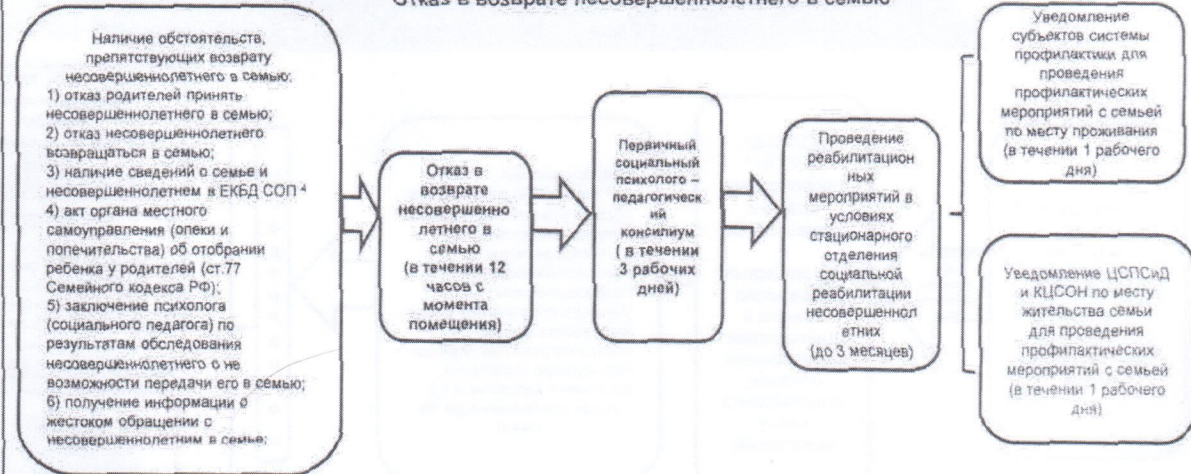 Отказ в возврате несовершеннолетнего в семью
Наличие обстоятельств,
препятствующих возврату
несовершеннолетнего в семью:
1) отказ родителей принять
несовершеннолетнего в семью;
2) отказ несовершеннолетнего
возвращаться в семью;
3) наличие сведений о семье и
несовершеннолетнем в ЕКБД СОП 4
4) акт органа местного
самоуправления (опеки и
попечительства) об отобрании
ребенка у родителей (ст.77
Семейного кодекса РФ);
5) заключение психолога
(социального педагога) по
результатам обследования
несовершеннолетнего о не
возможности передачи его в семью;
6) получение информации о
жестоком обращении с
несовершеннолетним в семье;
Отказ в
возврате
несовершенно
летнего в
семью
(в течении 12
часов с
момента
помещения)
Первичный
социальный
психолого –
педагогическ
ий
консилиум
( в течении
3 рабочих
дней)
Проведение
реабилитацион
ных
мероприятий в
условиях
стационарного
отделения
социальной
реабилитации
несовершеннол
етних
(до 3 месяцев)
Уведомление
субъектов системы
профилактики для
проведения
профилактических
мероприятий с семьей
по месту проживания
(в течении 1 рабочего
дня)
Уведомление ЦСПСиД
и КЦСОН по месту
жительства семьи
для проведения
профилактических
мероприятий с семьей
(в течении 1 рабочего
дня)